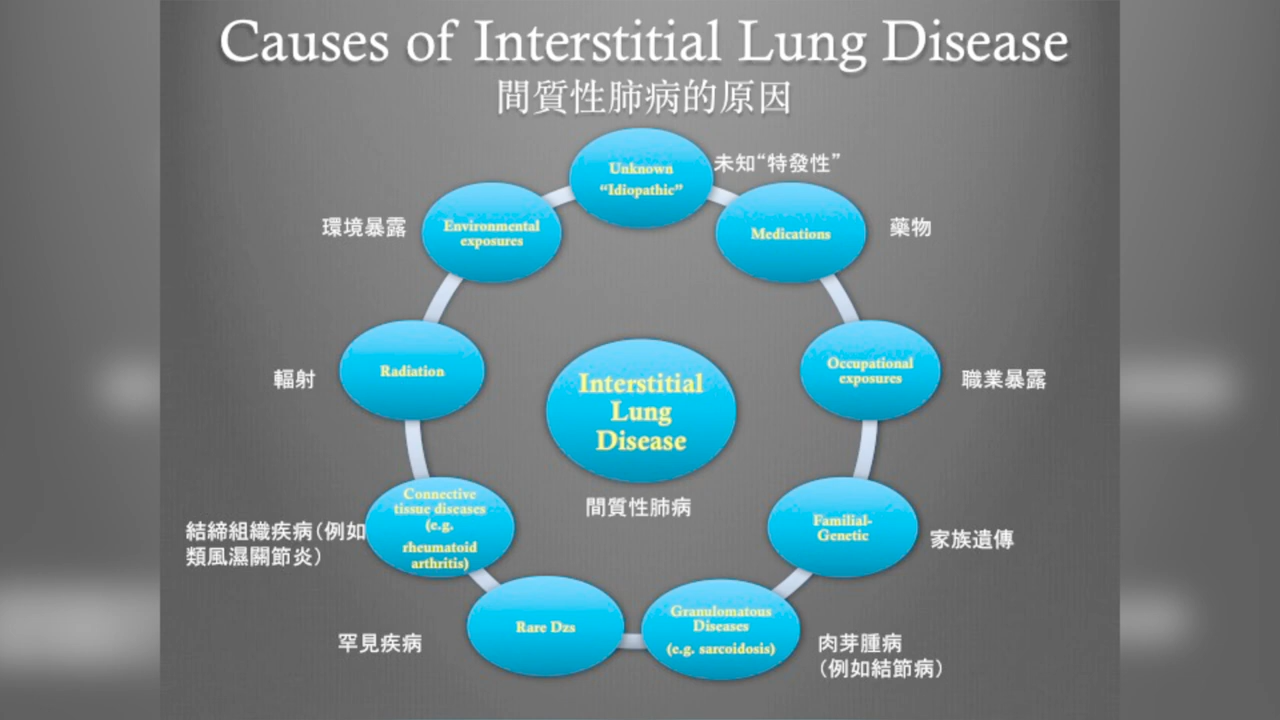 Causes of Interstitial Lung Disease
間質性肺病的原因
Unknown
“Idiopathic”
未知“特發性”
Medications
藥物
Occupational
exposures
職業暴露
Familial-
Genetic
家族遺傳
Granulomatous
Diseases
(e.g. sarcoidosis)
肉芽腫病
(例如結節病)
Rare Dzs
罕見疾病
Connective
tissue diseases
(e.g.
rheumatoid
arthritis)
結締組織疾病(例如
類風濕關節炎)
Radiation
輻射
Environmental
exposures
環境暴露
Interstitial
Lung
Disease
間質性肺病